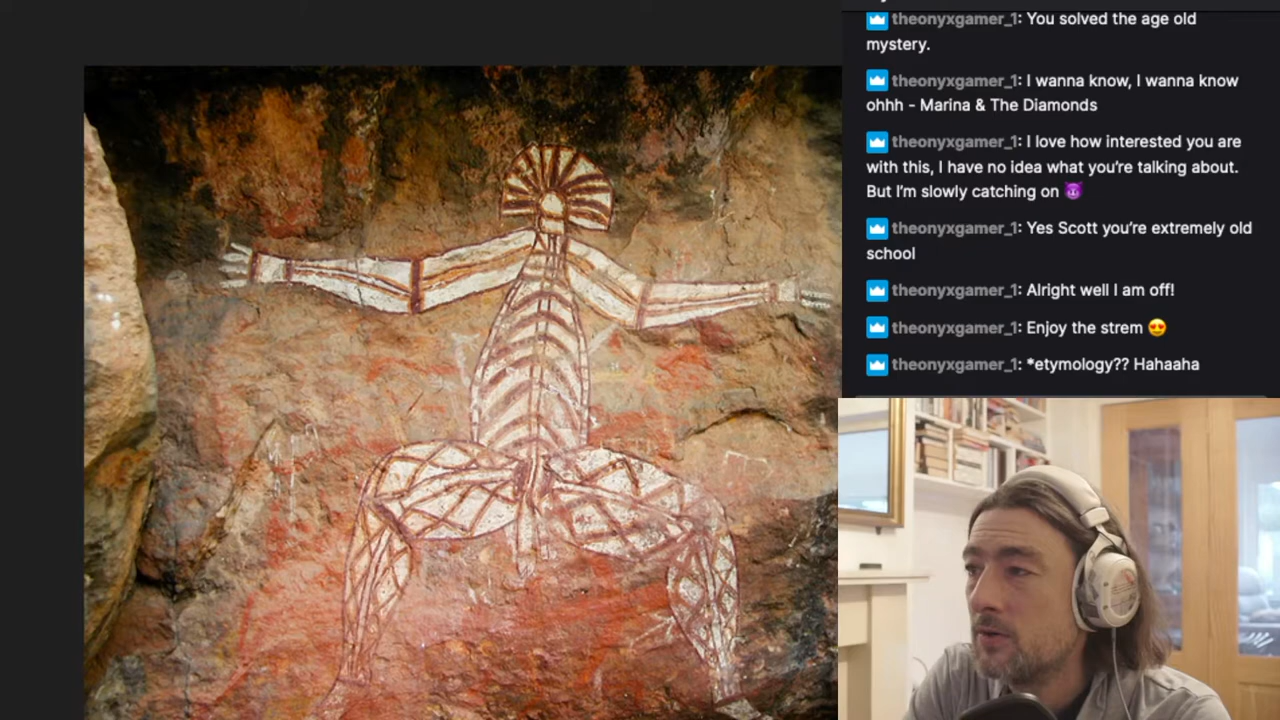 theonyxgamer_1: You solved the age old
mystery.
theonyxgamer_1: I wanna know, I wanna know
ohhh - Marina & The Diamonds
theonyxgamer_1: I love how interested you are
with this, I have no idea what you’re talking about.
But I’m slowly catching on 😈
theonyxgamer_1: Yes Scott you’re extremely old
school
theonyxgamer_1: Alright well I am off!
theonyxgamer_1: Enjoy the strem 😍
theonyxgamer_1: *etymology?? Hahaaha